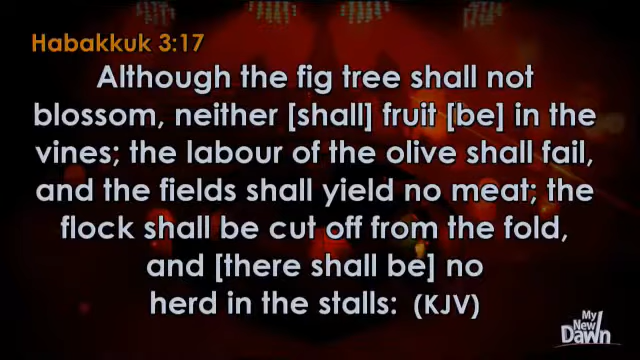 Habakkuk 3:17
Although the fig tree shall not
blossom, neither [shall] fruit [be] in the
vines; the labour of the olive shall fail,
and the fields shall yield no meat; the
flock shall be cut off from the fold,
and [there shall be] no
herd in the stalls: (KJV)
My
New
Dawn